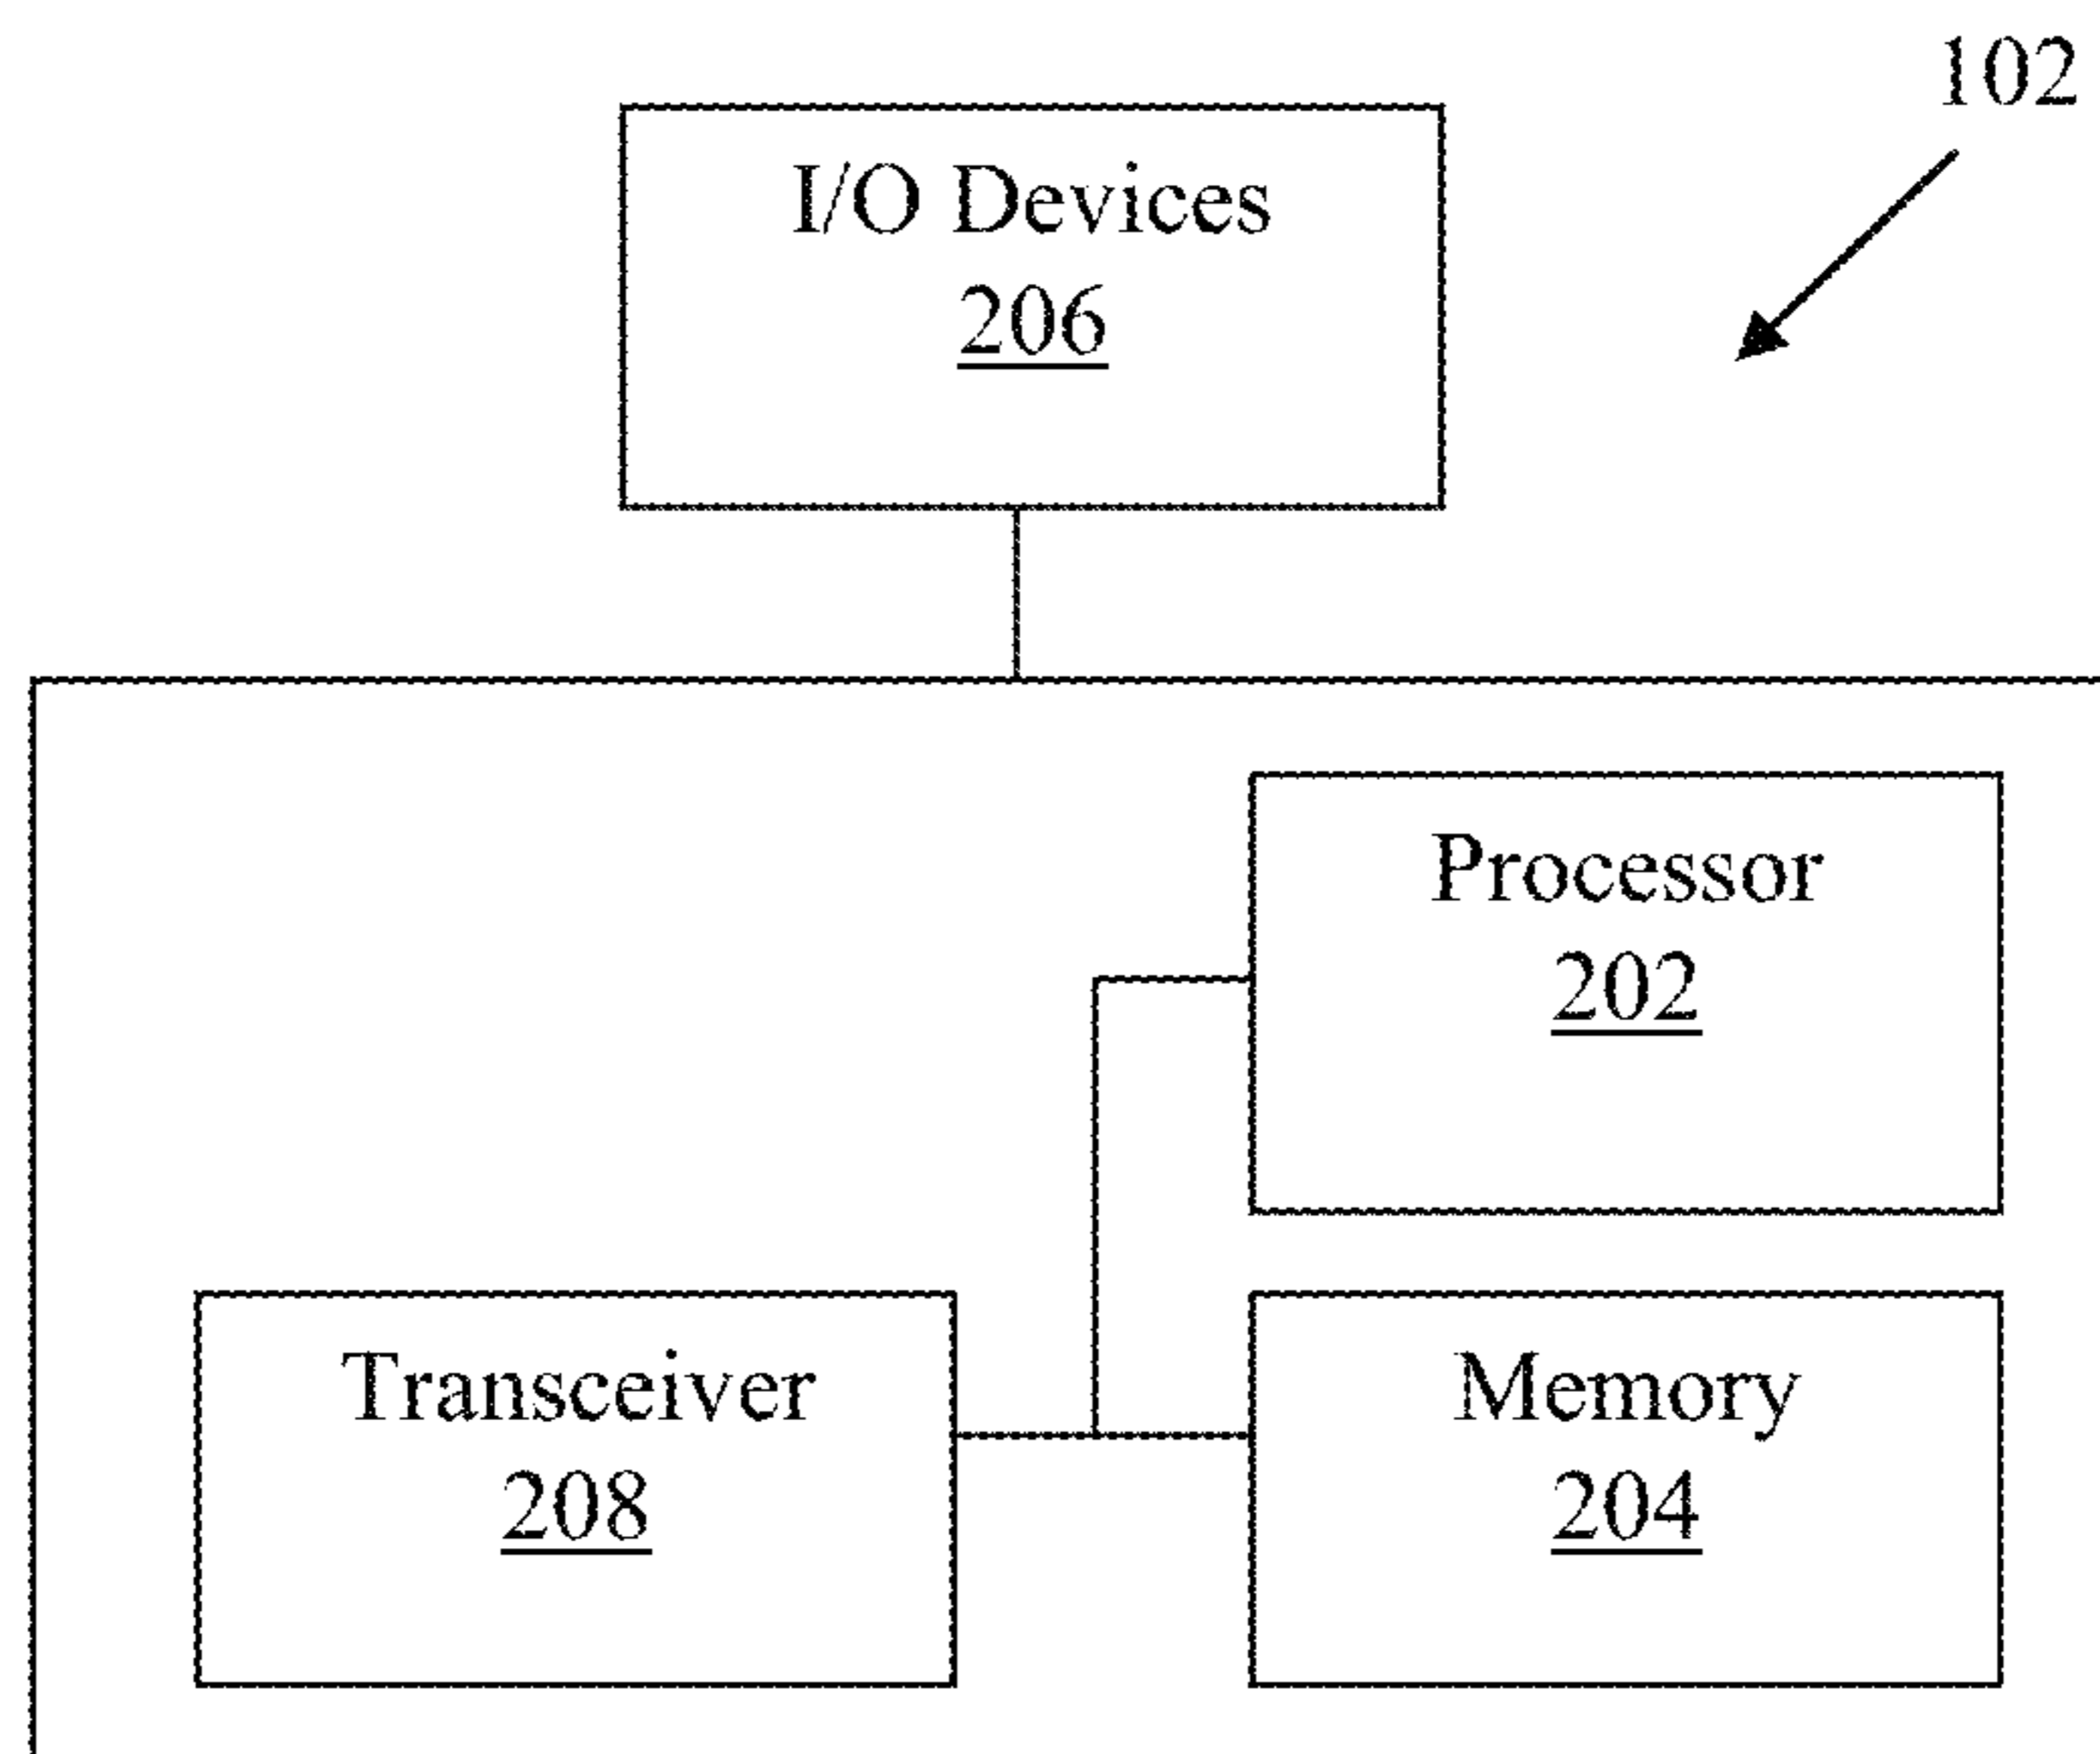 102
I/O Devices
206
Processor
202
Transceiver
208
Memory
204